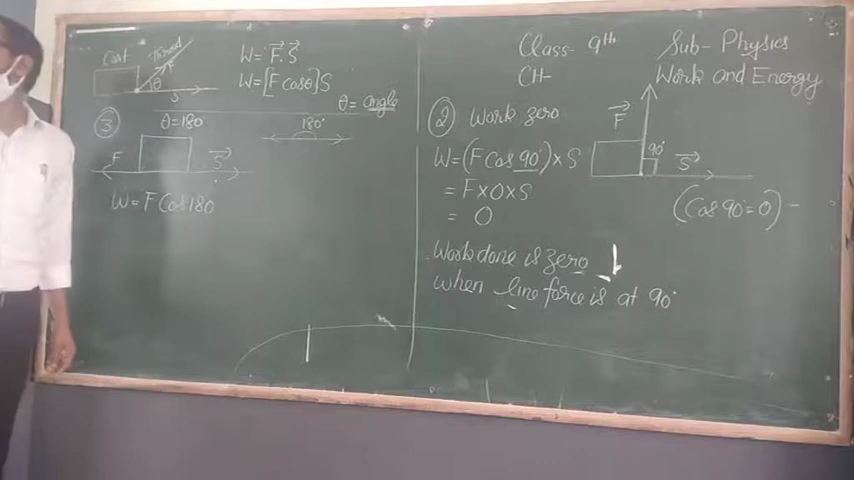 Class- 9th Sub- Physics
CH- Work and Energy
Cart Thread
F
θ
S
W = F⃗.S⃗
W = [F Cosθ]S
θ = angle
③ θ = 180° 180°
F S⃗
W = F Cos 180
② Work zero
F⃗
90°
S⃗
W = (F Cos 90°) × S
= F × 0 × S
= 0
(Cos 90° = 0)
Work done is zero
when line force is at 90°